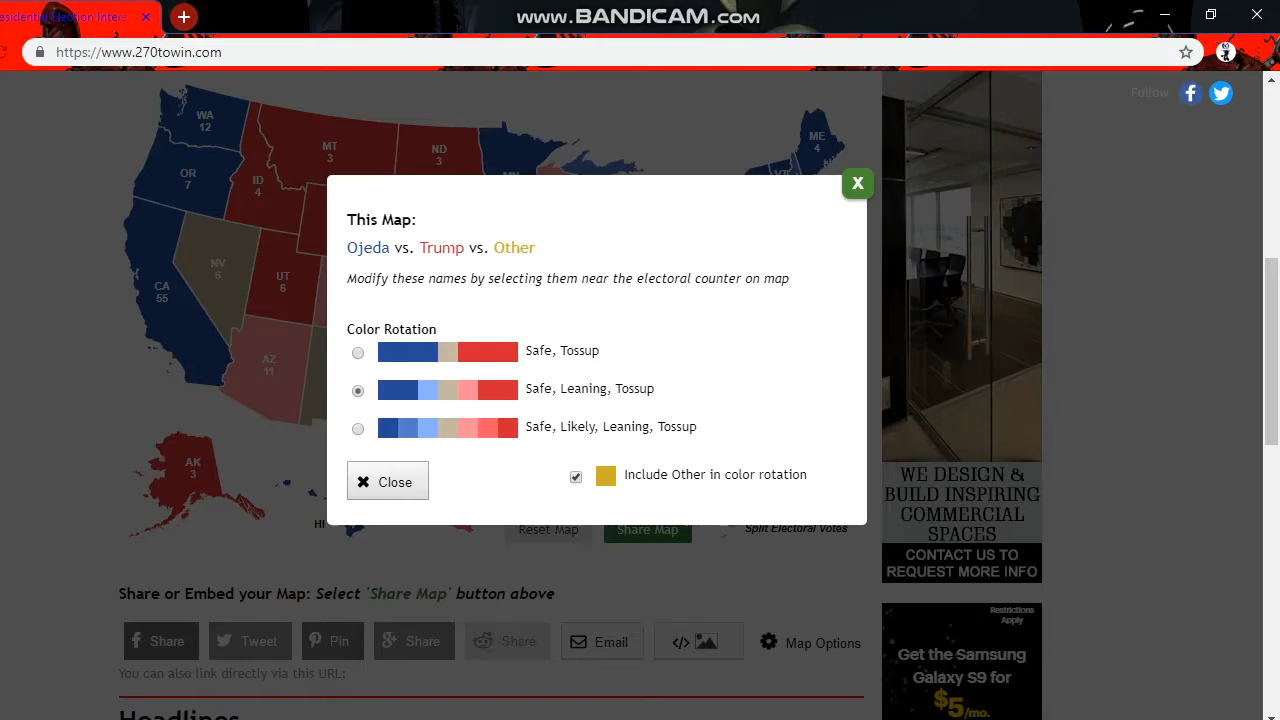 www.BANDICAM.com
esidential Election Intera
https://www.270towin.com
Follow
WA
12
ME
4
MT
3
ND
3
OR
7
ID
4
VT
NV
6
UT
6
CA
55
AZ
11
AK
3
HI
X
This Map:
Ojeda vs. Trump vs. Other
Modify these names by selecting them near the electoral counter on map
Color Rotation
Safe, Tossup
Safe, Leaning, Tossup
Safe, Likely, Leaning, Tossup
Close
Include Other in color rotation
Reset Map
Share Map
Split Electoral Votes
WE DESIGN &
BUILD INSPIRING
COMMERCIAL
SPACES
CONTACT US TO
REQUEST MORE INFO
Share or Embed your Map: Select 'Share Map' button above
Share
Tweet
Pin
Share
Share
Email
Map Options
You can also link directly via this URL:
Headlines
Restrictions
Apply
Get the Samsung
Galaxy S9 for
$5/mo.